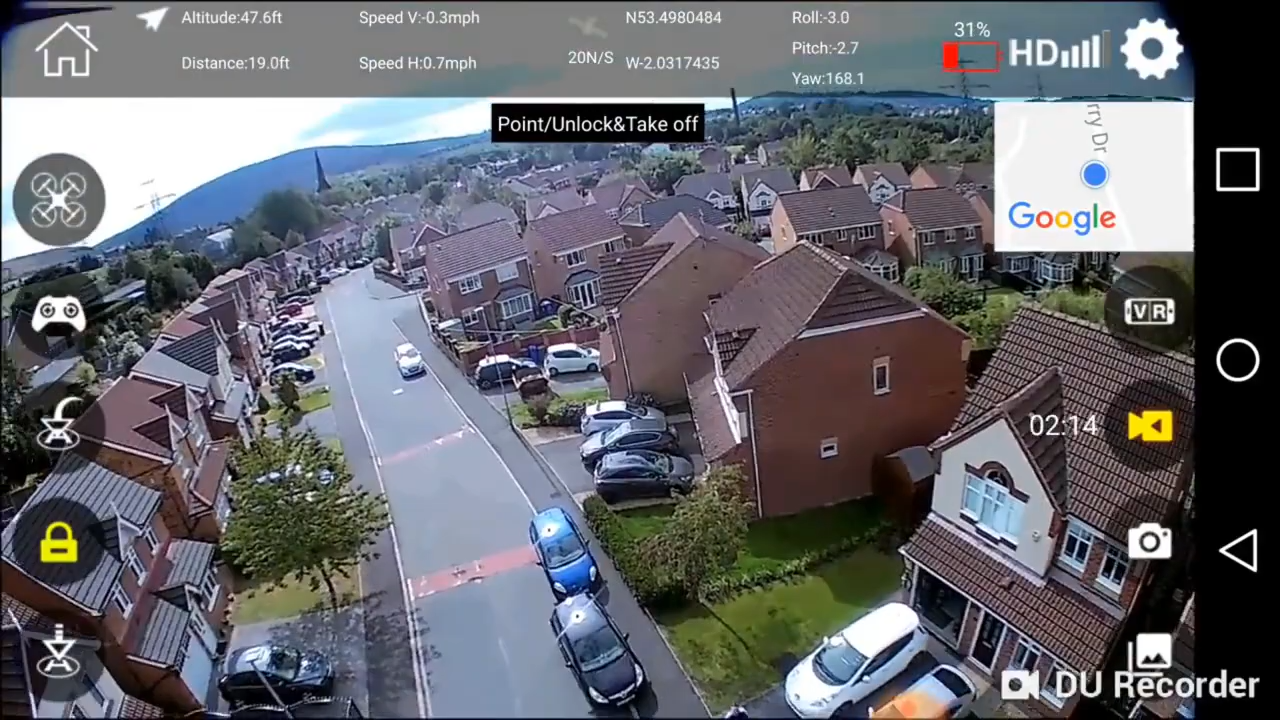 Altitude:47.6ft
Speed V:-0.3mph
N53.4980484
Roll:-3.0
31%
Distance:19.0ft
Speed H:0.7mph
20N/S
W-2.0317435
Pitch:-2.7
HD
Yaw:168.1
Point/Unlock&Take off
rry Dr
Google
VR
02:14
DU Recorder